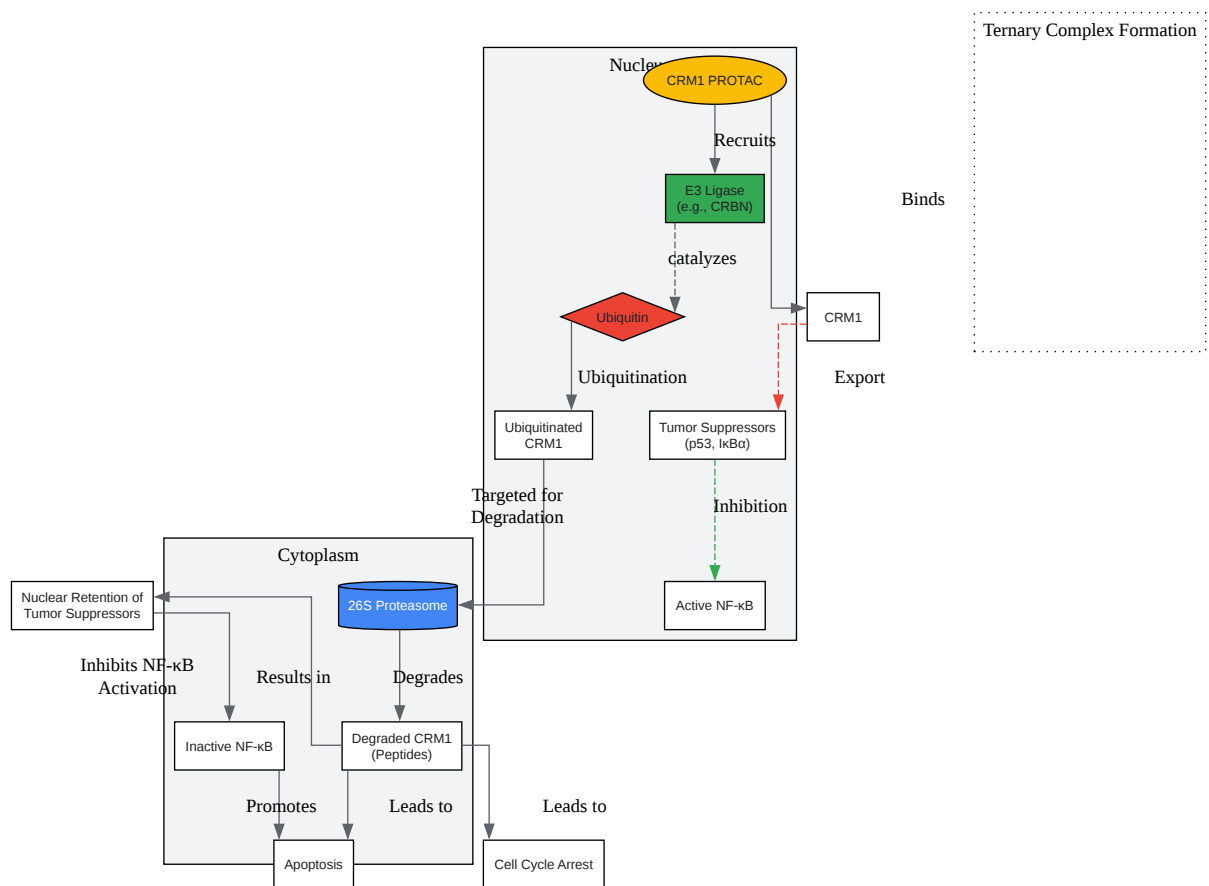 Ternary Complex Formation
CRM1 PROTAC
Recruits
E3 Ligase
(e.g., CRBN)
Binds
catalyzes
Ubiquitin
CRM1
Ubiquitination
Export
Ubiquitinated
CRM1
Tumor Suppressors
(p53, IκBα)
Targeted for
Degradation
Inhibition
Cytoplasm
Nuclear Retention of
Tumor Suppressors
26S Proteasome
Active NF-κB
Inhibits NF-κB
Activation
Results in
Degrades
Inactive NF-κB
Degraded CRM1
(Peptides)
Promotes
Leads to
Leads to
Apoptosis
Cell Cycle Arrest